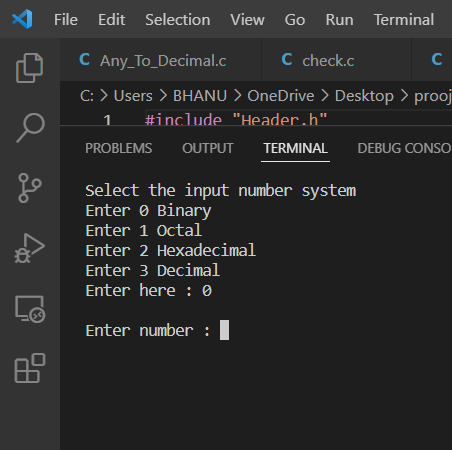 File Edit Selection View Go Run Terminal
C Any_To_Decimal.c C check.c C
C: > Users > BHANU > OneDrive > Desktop > prooj
1 #include "Header.h"
PROBLEMS OUTPUT TERMINAL DEBUG CONSO
Select the input number system
Enter 0 Binary
Enter 1 Octal
Enter 2 Hexadecimal
Enter 3 Decimal
Enter here : 0
Enter number :